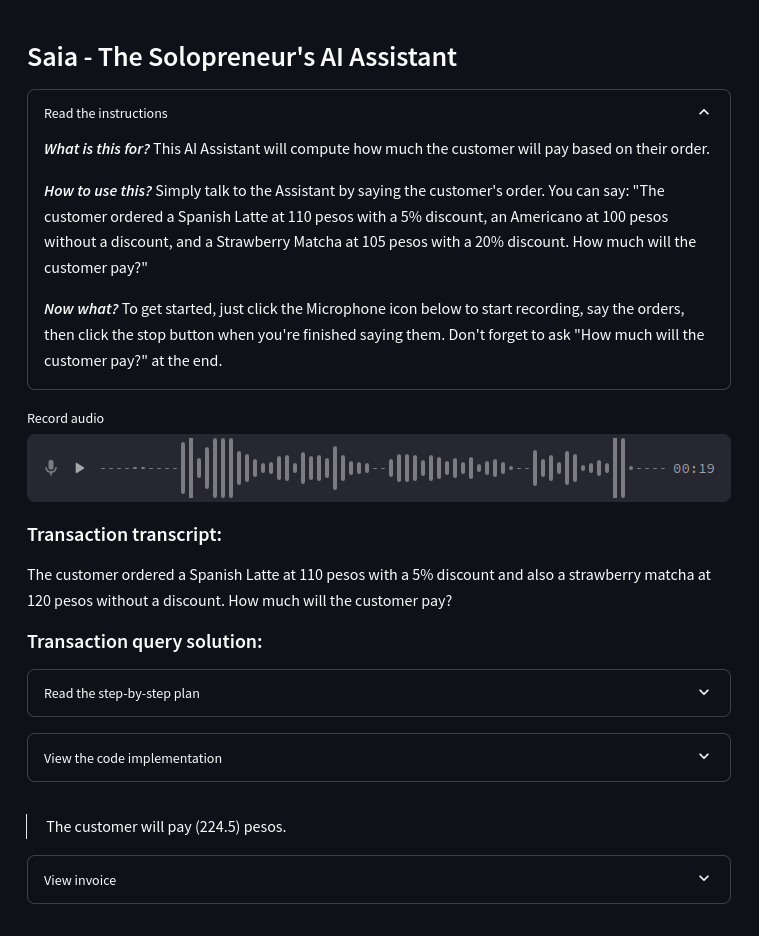 Saia - The Solopreneur's AI Assistant
Read the instructions
What is this for? This AI Assistant will compute how much the customer will pay based on their order.
How to use this? Simply talk to the Assistant by saying the customer's order. You can say: "The
customer ordered a Spanish Latte at 110 pesos with a 5% discount, an Americano at 100 pesos
without a discount, and a Strawberry Matcha at 105 pesos with a 20% discount. How much will the
customer pay?"
Now what? To get started, just click the Microphone icon below to start recording, say the orders,
then click the stop button when you're finished saying them. Don't forget to ask "How much will the
customer pay?" at the end.
Record audio
00:19
Transaction transcript:
The customer ordered a Spanish Latte at 110 pesos with a 5% discount and also a strawberry matcha at
120 pesos without a discount. How much will the customer pay?
Transaction query solution:
Read the step-by-step plan
View the code implementation
The customer will pay (224.5) pesos.
View invoice